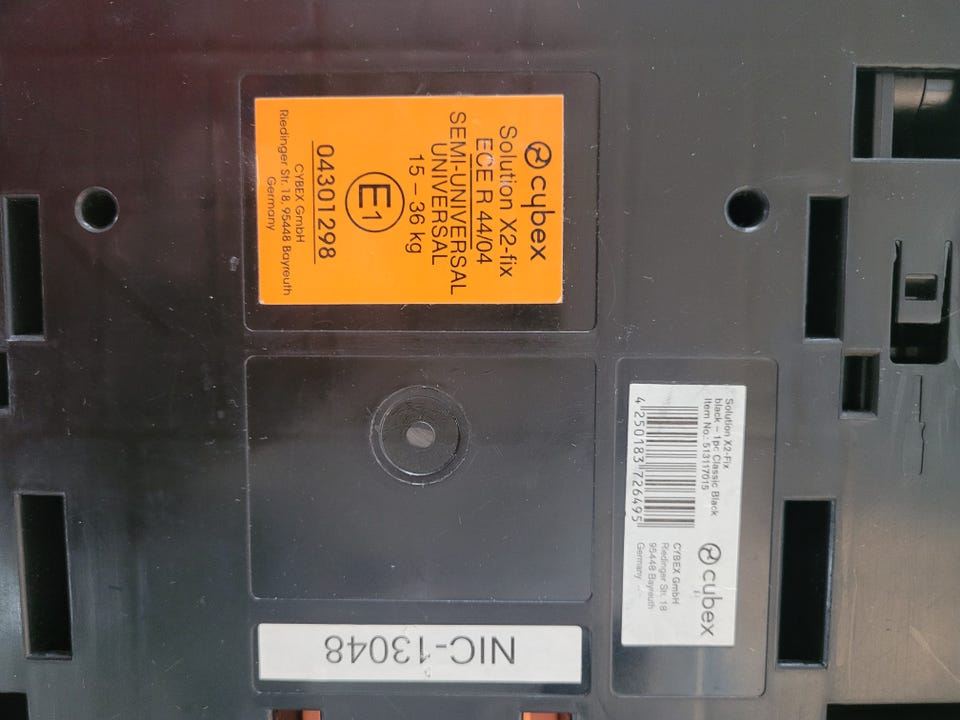 cybex
Solution X2-fix
ECE R 44/04
SEMI-UNIVERSAL
UNIVERSAL
15 – 36 kg
E1
04301298
CYBEX GmbH
Riedinger Str. 18, 95448 Bayreuth
Germany
Solution X2-Fix
black – 1pc Classic Black
Item No.: 513117015
4 250183 726495
cybex
CYBEX GmbH
Riedinger Str. 18
95448 Bayreuth
Germany
NIC-13048